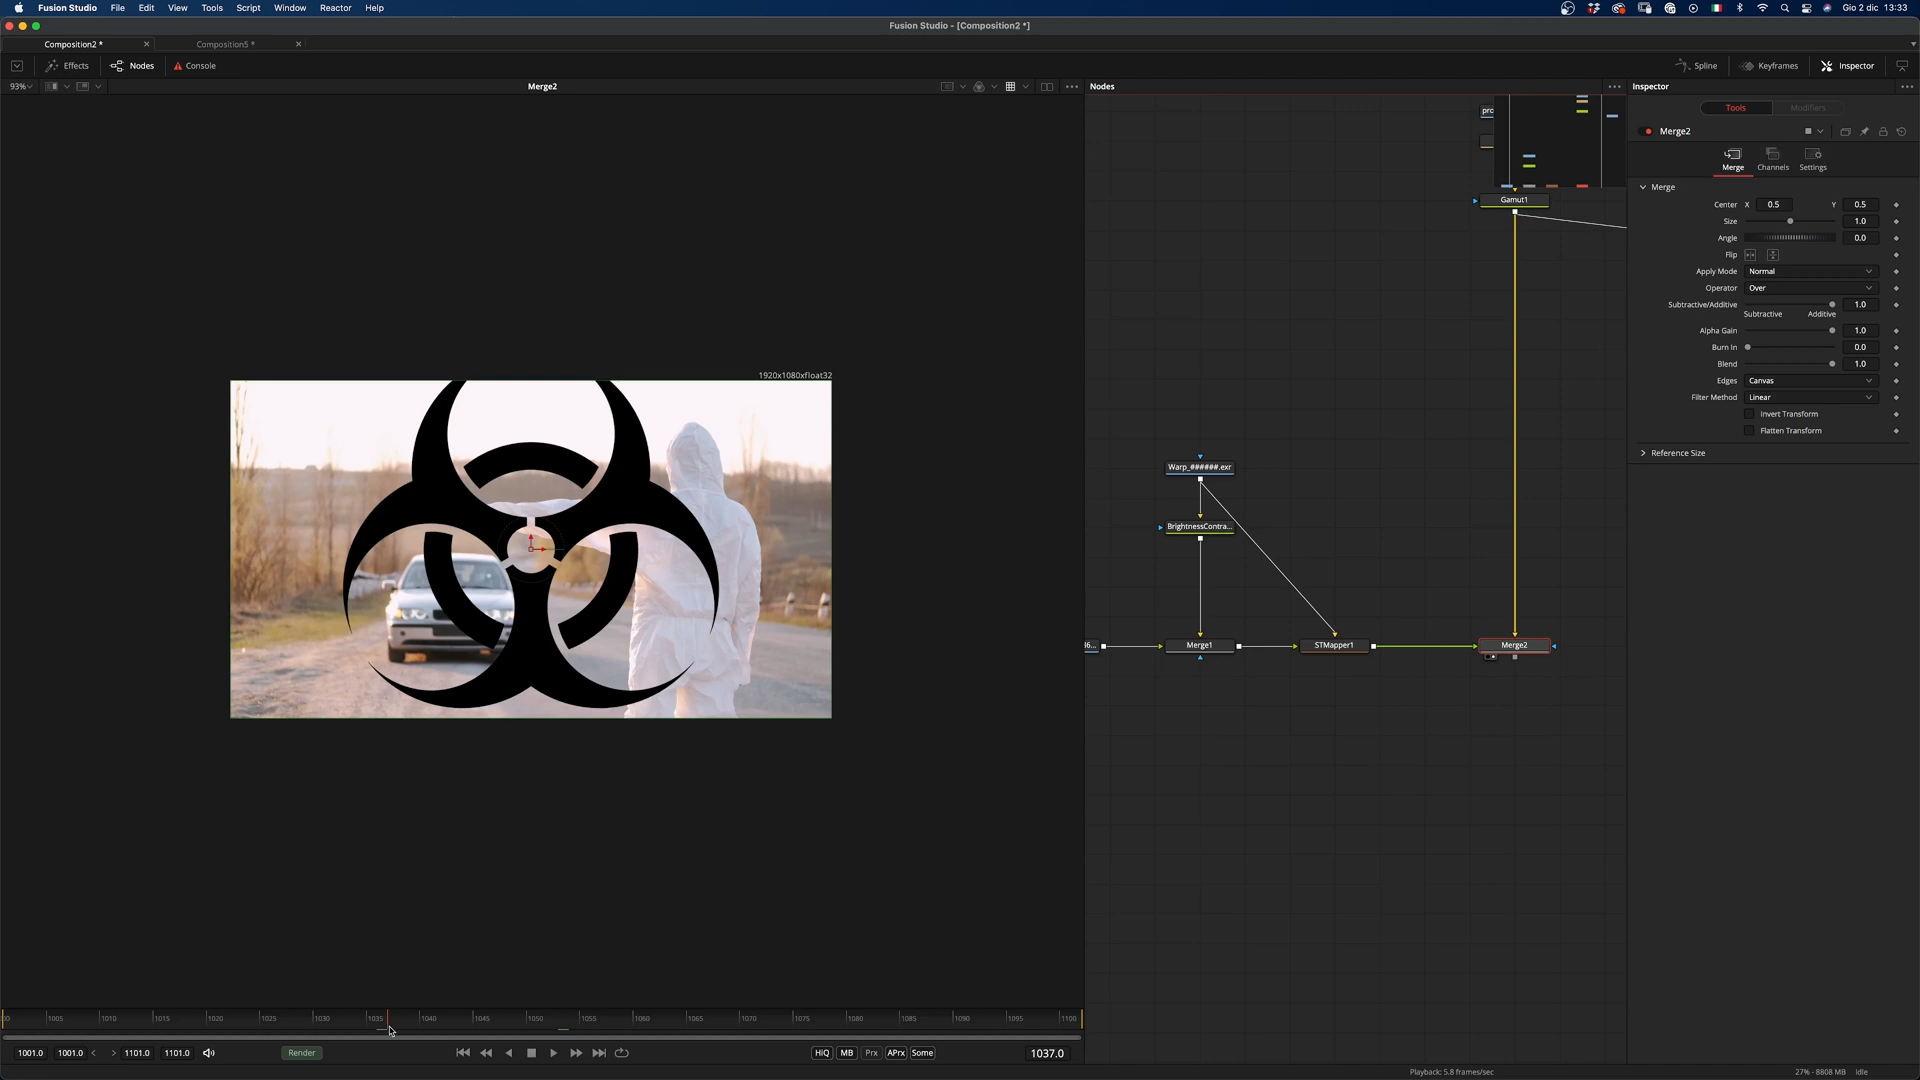 Fusion Studio File Edit View Tools Script Window Reactor Help Gio 2 dic 13:33
Fusion Studio - [Composition2 *]
Composition2 * Composition5 *
Effects Nodes Console Spline Keyframes Inspector
93% Merge2 Nodes Inspector
Tools Modifiers
Merge2
Merge Channels Settings
Merge
Center X 0.5 Y 0.5
Size 1.0
Angle 0.0
Flip
Apply Mode Normal
Operator Over
Subtractive/Additive 1.0
Subtractive Additive
Alpha Gain 1.0
Burn In 0.0
Blend 1.0
Edges Canvas
Filter Method Linear
Invert Transform
Flatten Transform
Reference Size
1920x1080xfloat32
pro
Gamut1
Warp_######.exr
BrightnessContra...
Merge1 STMapper1 Merge2
1005 1010 1015 1020 1025 1030 1035 1040 1045 1050 1055 1060 1065 1070 1075 1080 1085 1090 1095 1100
1001.0 1001.0 1101.0 1101.0 Render HiQ MB Prx APrx Some 1037.0
Playback: 5.8 frames/sec 27% - 8808 MB Idle